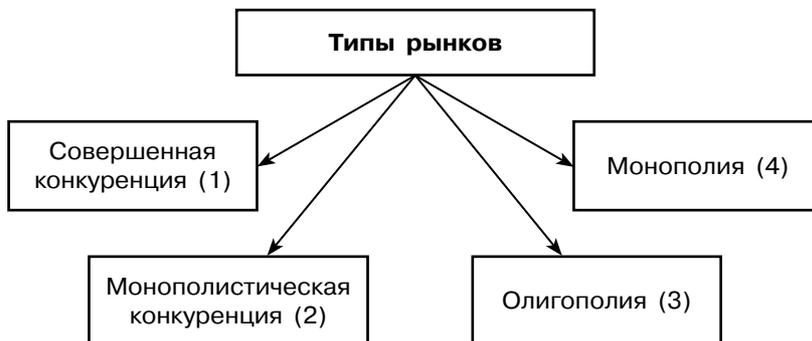 Типы рынков
Совершенная
конкуренция (1)
Монополия (4)
Монополистическая
конкуренция (2)
Олигополия (3)